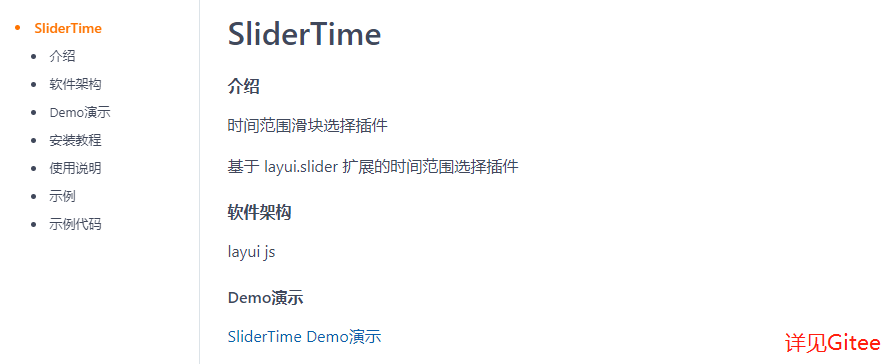 SliderTime
介绍
软件架构
Demo演示
安装教程
使用说明
示例
示例代码
SliderTime
介绍
时间范围滑块选择插件
基于 layui.slider 扩展的时间范围选择插件
软件架构
layui js
Demo演示
SliderTime Demo演示
详见Gitee